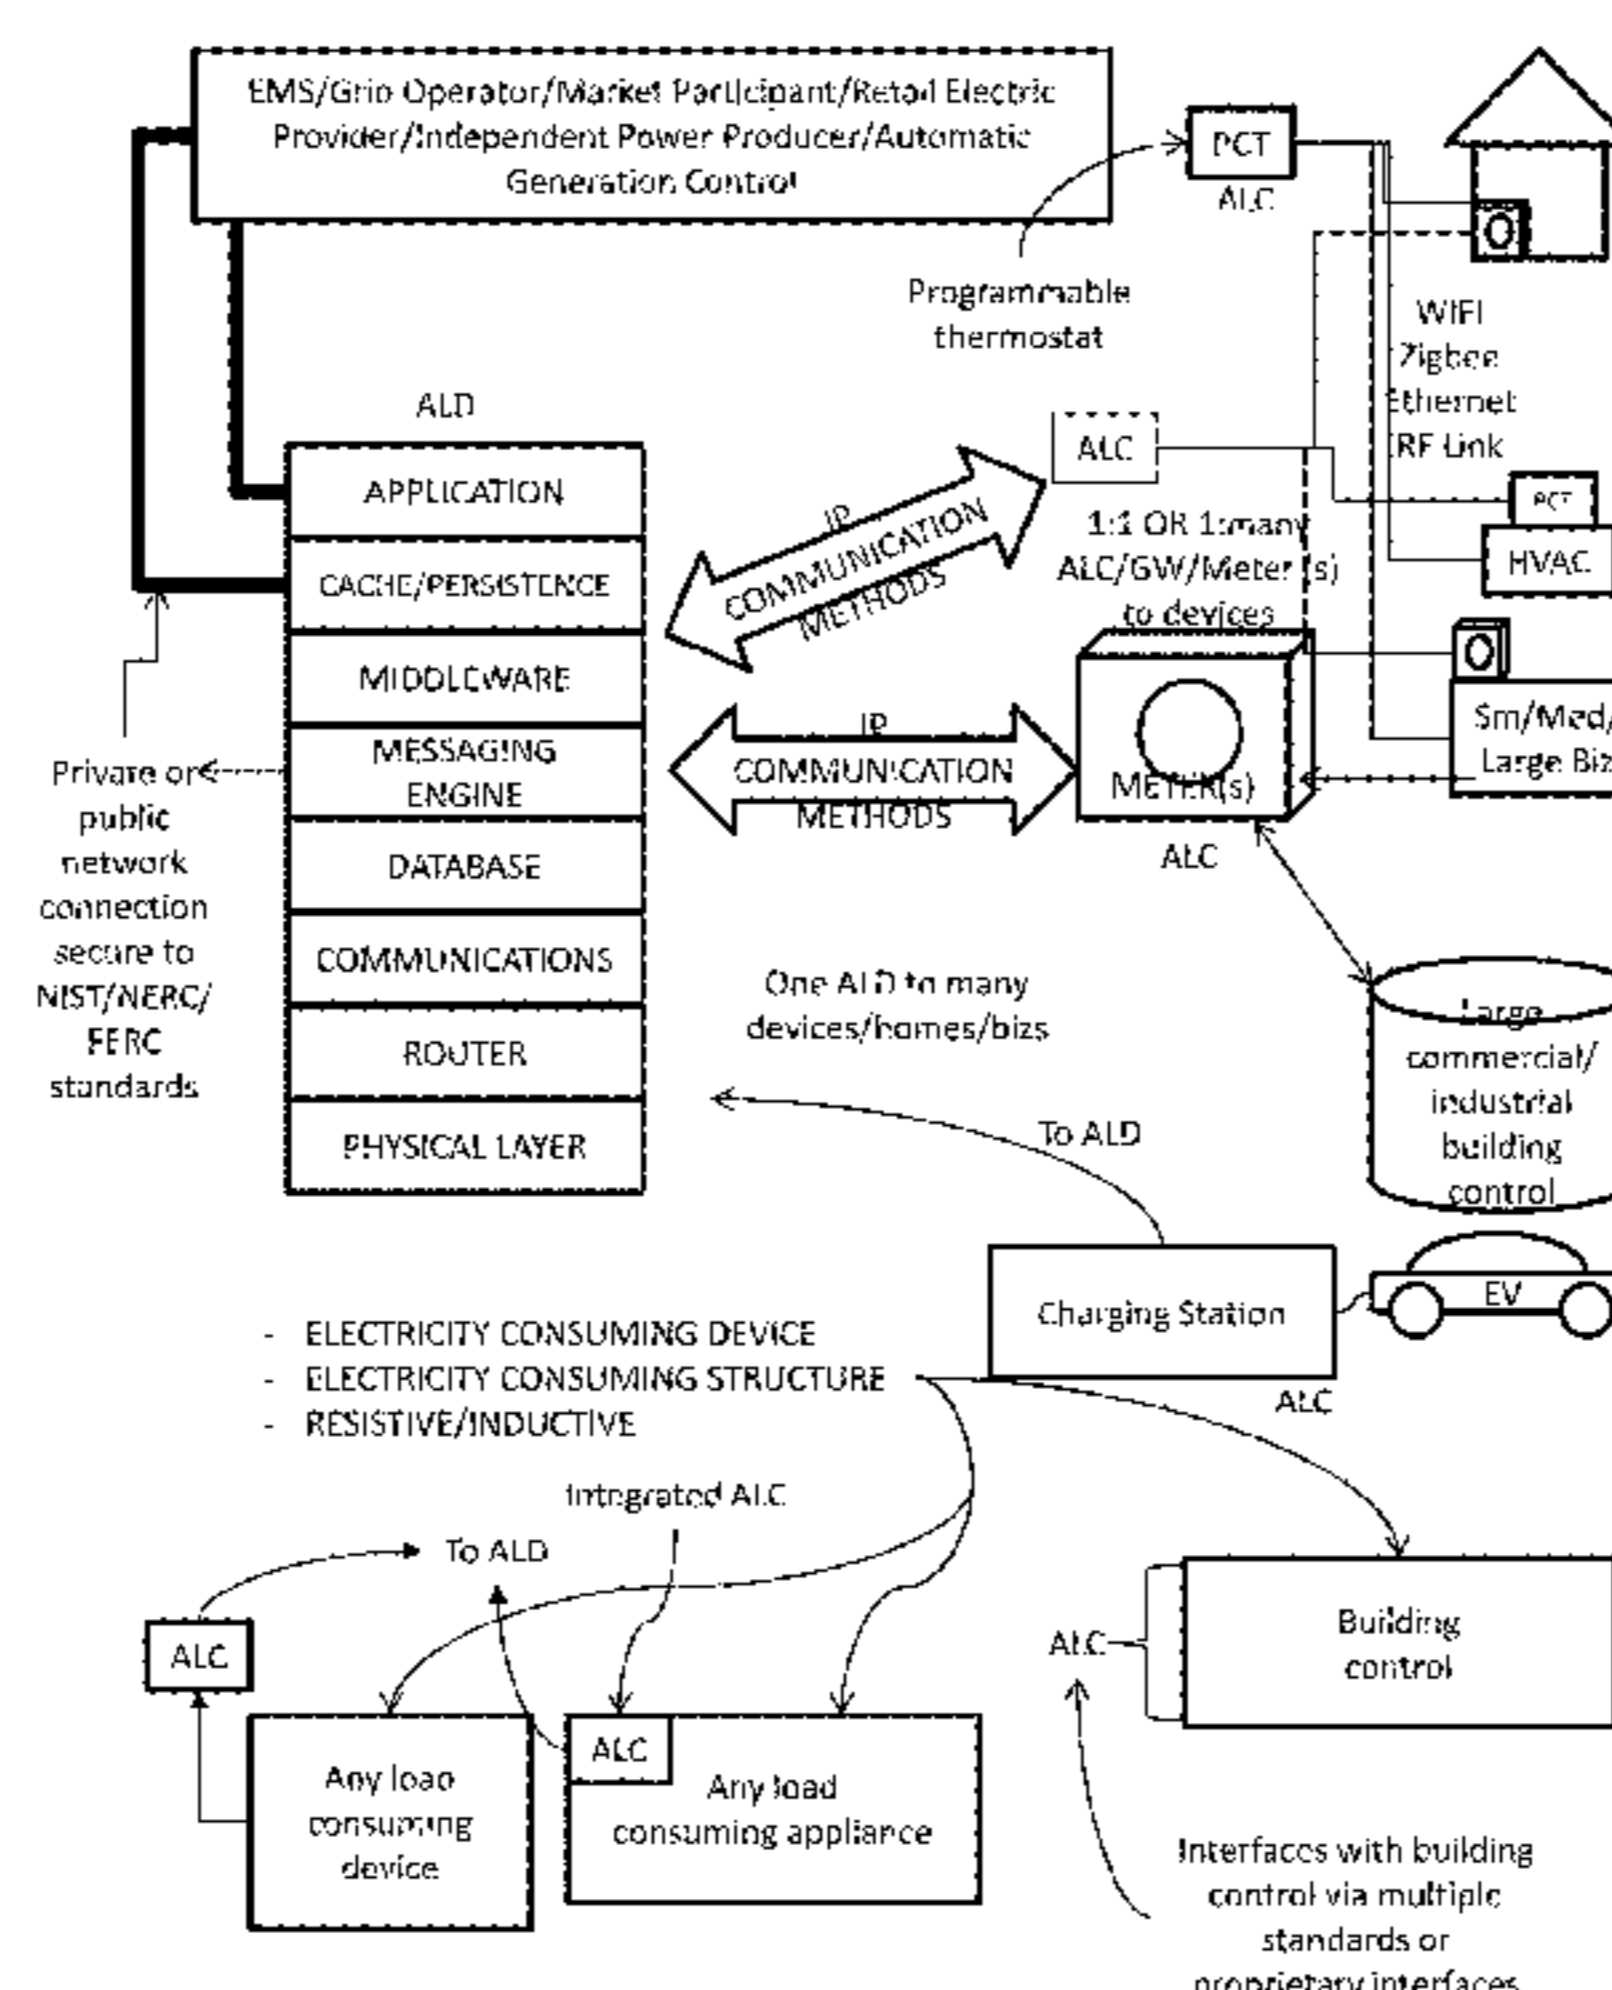 EMS/Grid Operator/Market Participant/Retail Electric
Provider/Independent Power Producer/Automatic
Generation Control
PCT
ALC
Programmable
thermostat
WIFI
Zigbee
Ethernet
RF Link
ALD
APPLICATION
CACHE/PERSISTENCE
MIDDLEWARE
MESSAGING
ENGINE
DATABASE
COMMUNICATIONS
ROUTER
PHYSICAL LAYER
IP
COMMUNICATION
METHODS
ALC
1:1 OR 1:many
ALC/GW/Meter(s)
to devices
PCT
HVAC
Sm/Med/
Large Biz
IP
COMMUNICATION
METHODS
METER(s)
ALC
Private or
public
network
connection
secure to
NIST/NERC/
FERC
standards
One ALD to many
devices/homes/bizs
To ALD
Large
commercial/
industrial
building
control
Charging Station
EV
ALC
- ELECTRICITY CONSUMING DEVICE
- ELECTRICITY CONSUMING STRUCTURE
- RESISTIVE/INDUCTIVE
Integrated ALC
To ALD
ALC
Any load
consuming
device
ALC
Any load
consuming appliance
ALC
Building
control
Interfaces with building
control via multiple
standards or
proprietary interfaces